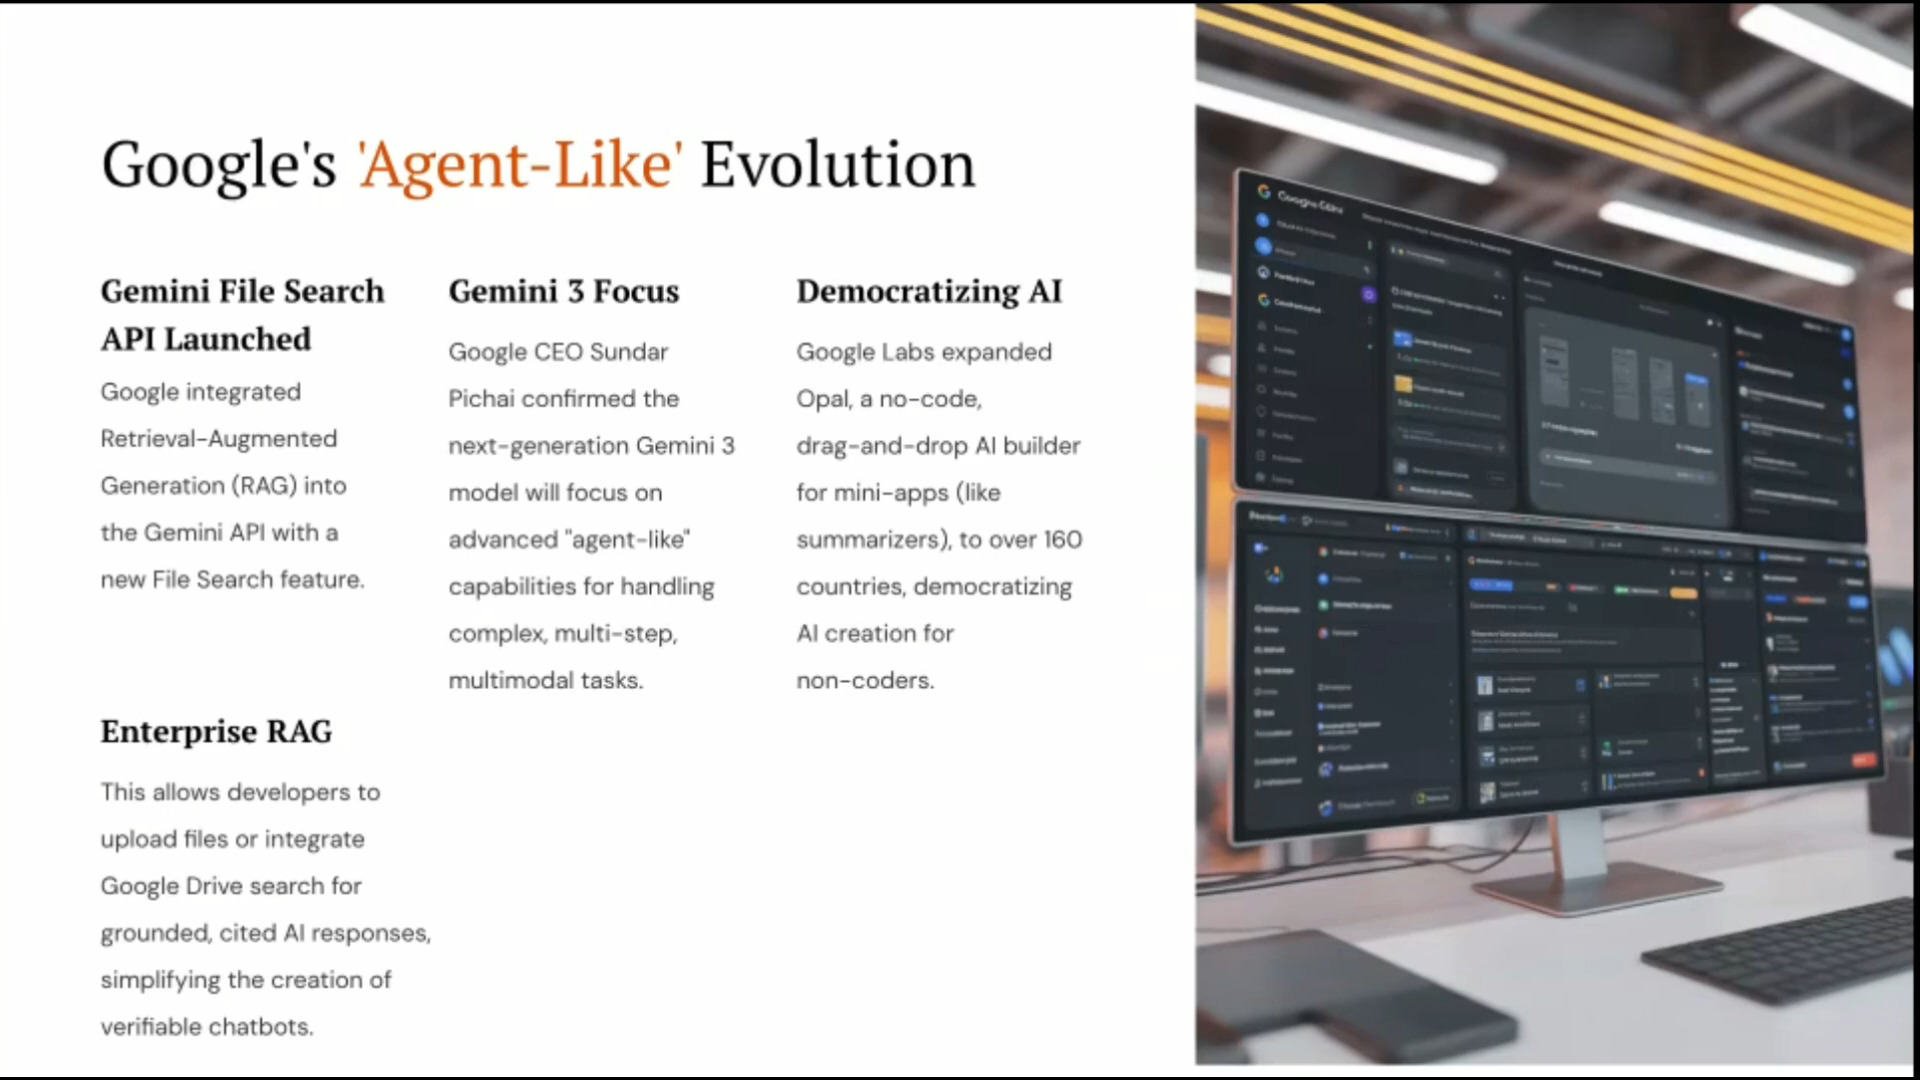 Google's 'Agent-Like' Evolution
Gemini File Search
API Launched
Google integrated
Retrieval-Augmented
Generation (RAG) into
the Gemini API with a
new File Search feature.
Enterprise RAG
This allows developers to
upload files or integrate
Google Drive search for
grounded, cited AI responses,
simplifying the creation of
verifiable chatbots.
Gemini 3 Focus
Google CEO Sundar
Pichai confirmed the
next-generation Gemini 3
model will focus on
advanced "agent-like"
capabilities for handling
complex, multi-step,
multimodal tasks.
Democratizing AI
Google Labs expanded
Opal, a no-code,
drag-and-drop AI builder
for mini-apps (like
summarizers), to over 160
countries, democratizing
AI creation for
non-coders.